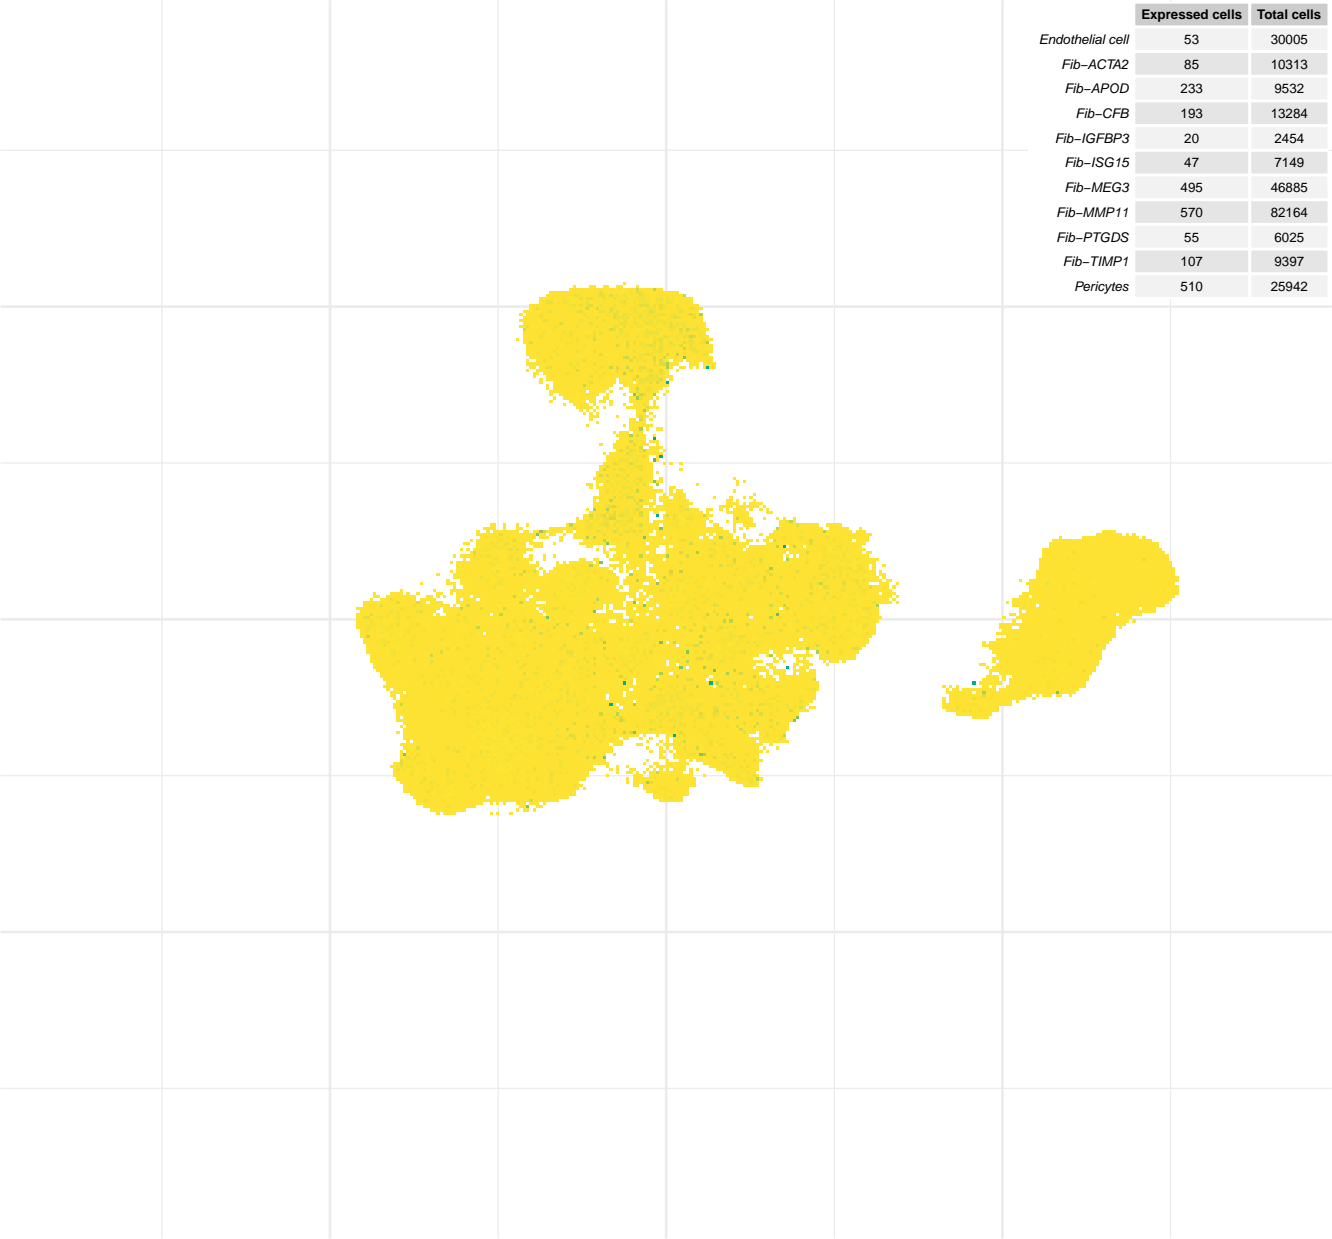 Expressed cells Total cells
Endothelial cell 53 30005
Fib−ACTA2 85 10313
Fib−APOD 233 9532
Fib−CFB 193 13284
Fib−IGFBP3 20 2454
Fib−ISG15 47 7149
Fib−MEG3 495 46885
Fib−MMP11 570 82164
Fib−PTGDS 55 6025
Fib−TIMP1 107 9397
Pericytes 510 25942